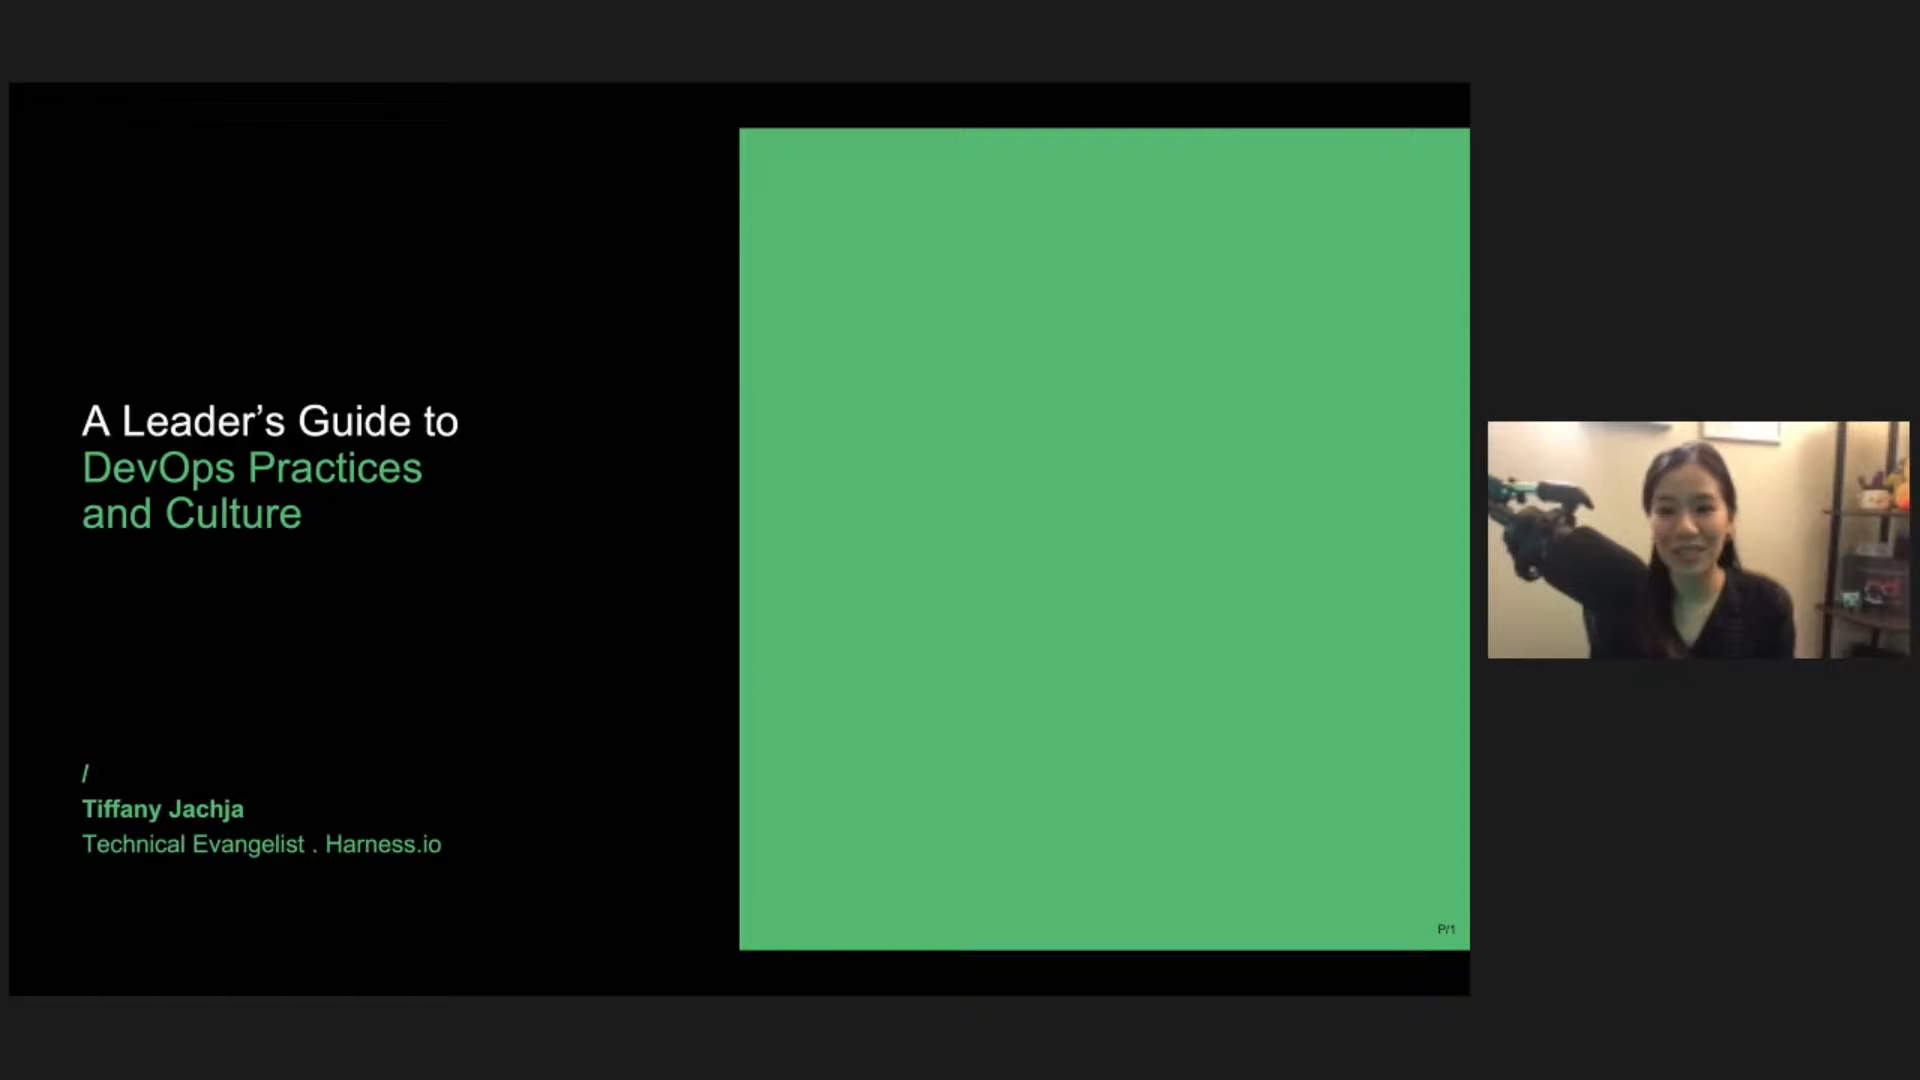 A Leader’s Guide to
DevOps Practices
and Culture
/
Tiffany Jachja
Technical Evangelist . Harness.io
P/1